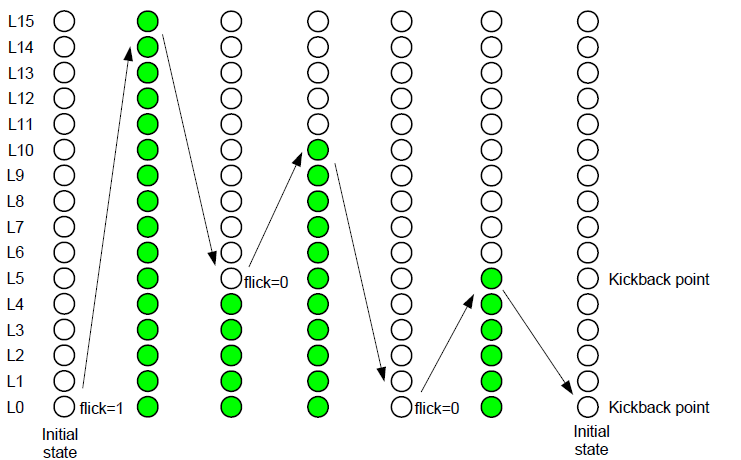 L15
L14
L13
L12
L11
L10
L9
L8
L7
L6
L5 flick=0 Kickback point
L4
L3
L2
L1
L0 flick=1 flick=0 Kickback point
Initial
state
Initial
state